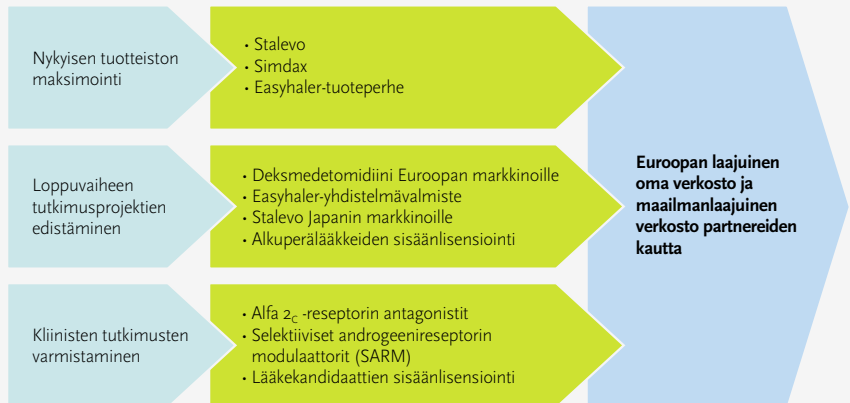 Nykyisen tuotteiston
maksimointi
• Stalevo
• Simdax
• Easyhaler-tuoteperhe
Loppuvaiheen
tutkimusprojektien
edistäminen
• Deksmedetomidiini Euroopan markkinoille
• Easyhaler-yhdistelmävalmiste
• Stalevo Japanin markkinoille
• Alkuperälääkkeiden sisäänlisensiointi
Kliinisten tutkimusten
varmistaminen
• Alfa 2C -reseptorin antagonistit
• Selektiiviset androgeenireseptorin
modulaattorit (SARM)
• Lääkekandidaattien sisäänlisensiointi
Euroopan laajuinen
oma verkosto ja
maailmanlaajuinen
verkosto partnereiden
kautta